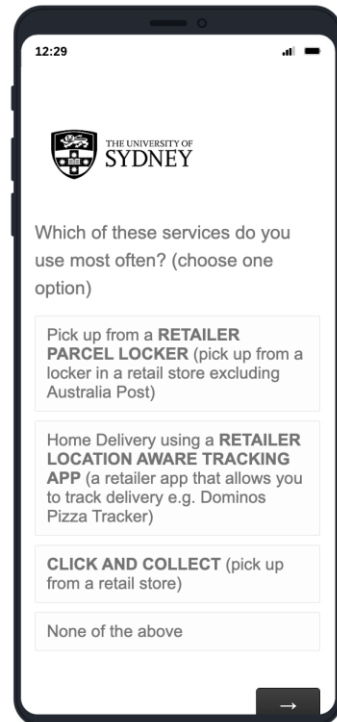 12:29
THE UNIVERSITY OF
SYDNEY
Which of these services do you
use most often? (choose one
option)
Pick up from a RETAILER
PARCEL LOCKER (pick up from a
locker in a retail store excluding
Australia Post)
Home Delivery using a RETAILER
LOCATION AWARE TRACKING
APP (a retailer app that allows you
to track delivery e.g. Dominos
Pizza Tracker)
CLICK AND COLLECT (pick up
from a retail store)
None of the above
→